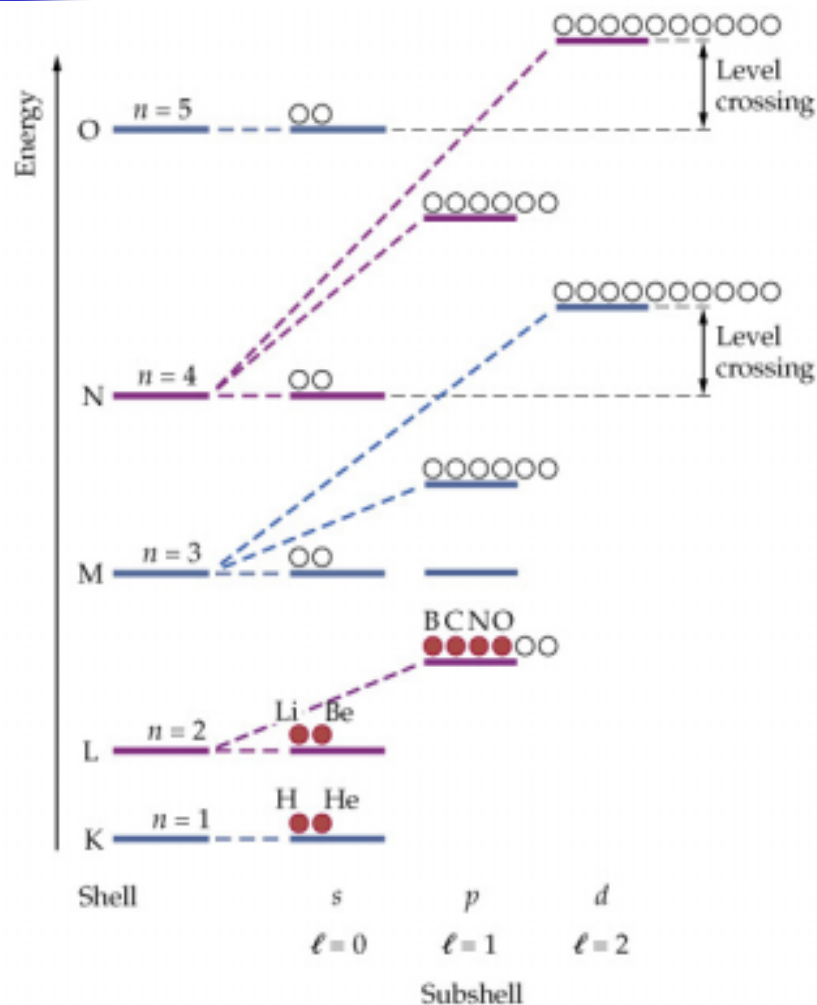 Energy
Level
crossing
O n = 5
Level
crossing
N n = 4
M n = 3
B C N O
Li Be
L n = 2
H He
K n = 1
Shell s p d
ℓ = 0 ℓ = 1 ℓ = 2
Subshell